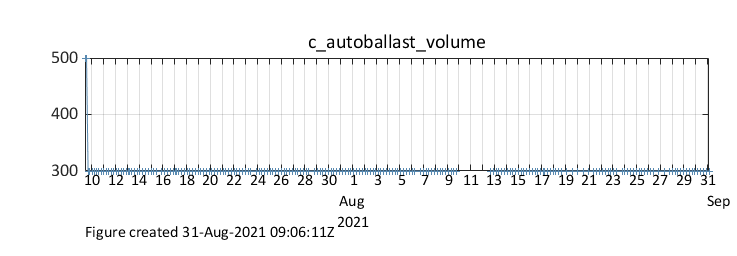 c_autoballast_volume
500
400
300
10 12 14 16 18 20 22 24 26 28 30 1 3 5 7 9 11 13 15 17 19 21 23 25 27 29 31
Aug Sep
2021
Figure created 31-Aug-2021 09:06:11Z